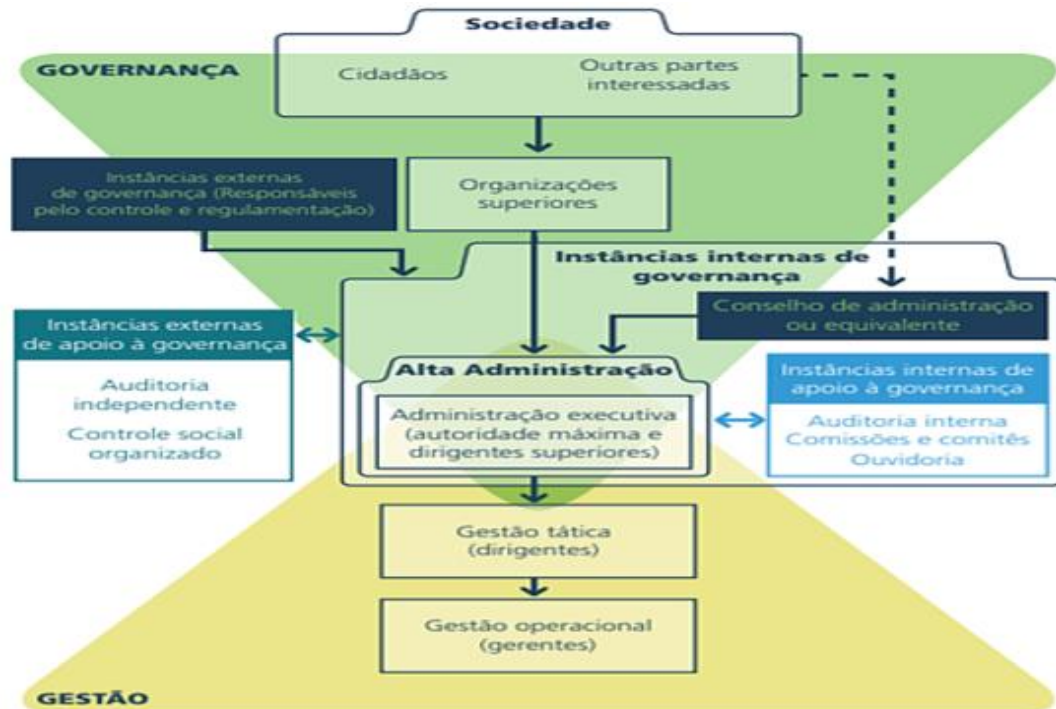 Sociedade
GOVERNANÇA
Cidadãos
Outras partes
interessadas
Instâncias externas
de governança (Responsáveis
pelo controle e regulamentação)
Organizações
superiores
Instâncias internas de
governança
Conselho de administração
ou equivalente
Instâncias externas
de apoio à governança
Auditoria
independente
Controle social
organizado
Alta Administração
Administração executiva
(autoridade máxima e
dirigentes superiores)
Instâncias internas de
apoio à governança
Auditoria interna
Comissões e comitês
Ouvidoria
Gestão tática
(dirigentes)
Gestão operacional
(gerentes)
GESTÃO